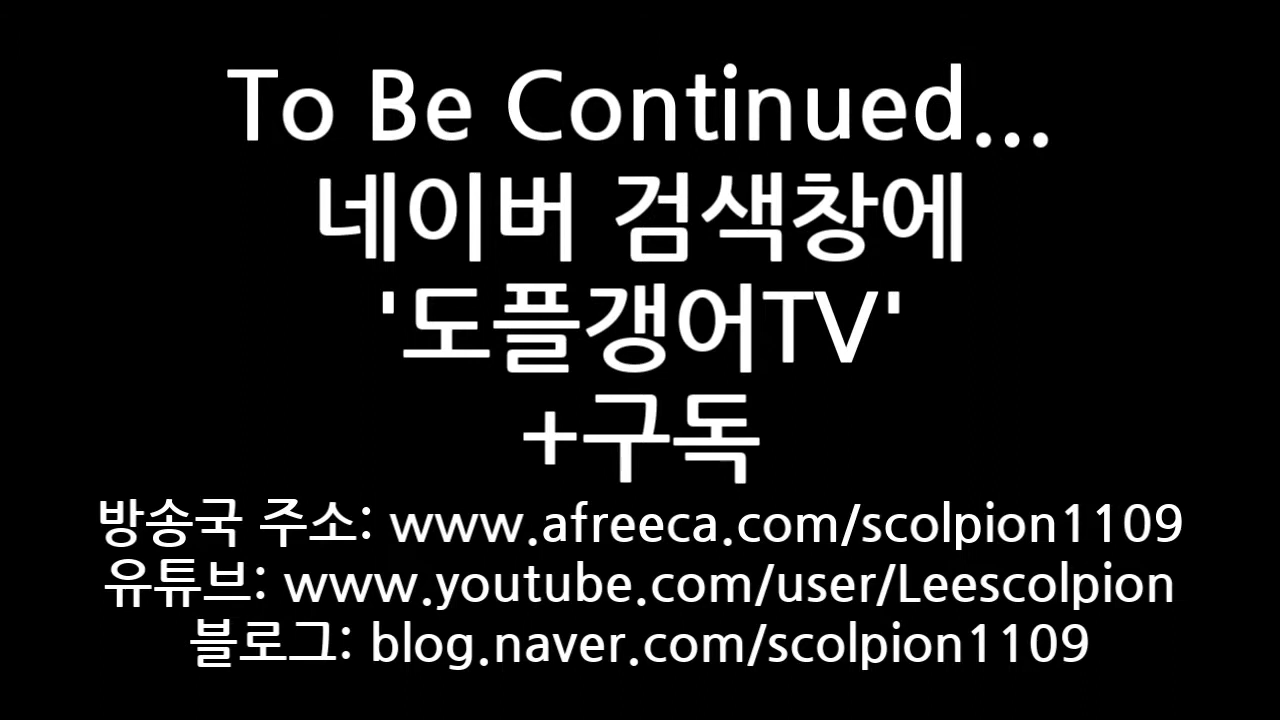 To Be Continued...
네이버 검색창에
'도플갱어TV'
+구독
방송국 주소: www.afreeca.com/scolpion1109
유튜브: www.youtube.com/user/Leescolpion
블로그: blog.naver.com/scolpion1109